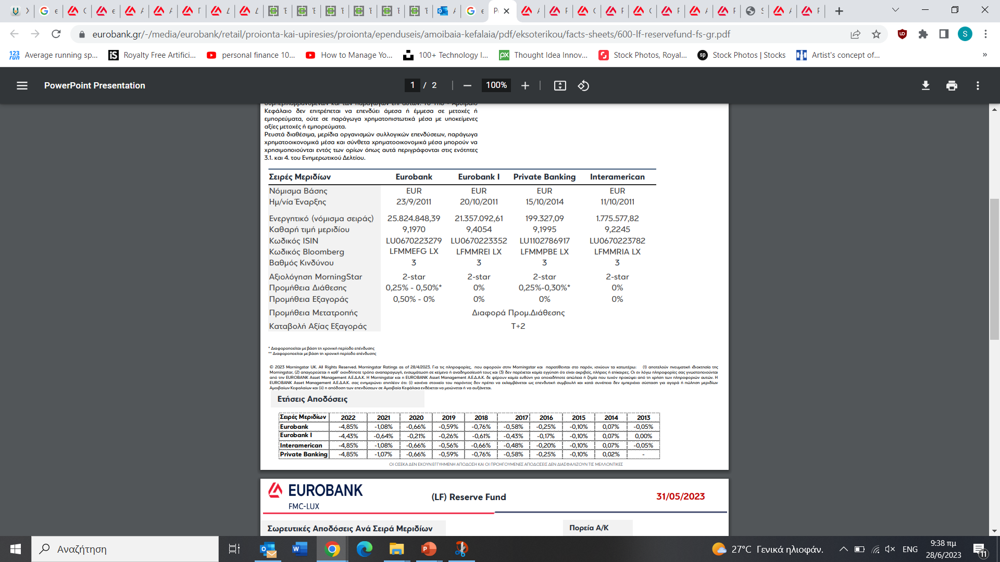 eurobank.gr/-/media/eurobank/retail/proionta-kai-upiresies/proionta/ependuseis/amoibaia-kefalaia/pdf/eksoterikou/facts-sheets/600-lf-reservefund-fs-gr.pdf
S
Average running sp...
Royalty Free Artifici...
personal finance 10...
How to Manage Yo...
100+ Technology I...
Thought Idea Innov...
Stock Photos, Royal...
Stock Photos | Stocks
Artist's concept of...
»
PowerPoint Presentation
1 / 2
100%
Κεφάλαιο δεν επιτρέπεται να επενδύει άμεσα ή έμμεσα σε μετοχές ή
εμπορεύματα, ούτε σε παράγωγα χρηματοπιστωτικά μέσα με υποκείμενες
αξίες μετοχές ή εμπορεύματα.
Ρευστά διαθέσιμα, μερίδια οργανισμών συλλογικών επενδύσεων, παράγωγα
χρηματοοικονομικά μέσα και σύνθετα χρηματοοικονομικά μέσα μπορούν να
χρησιμοποιούνται εντός των ορίων όπως αυτά περιγράφονται στις ενότητες
3.1. και 4. του Ενημερωτικού Δελτίου.
Σειρές Μεριδίων Eurobank Eurobank I Private Banking Interamerican
Νόμισμα Βάσης EUR EUR EUR EUR
Ημ/νία Έναρξης 23/9/2011 20/10/2011 15/10/2014 11/10/2011
Ενεργητικό (νόμισμα σειράς) 25.824.848,39 21.357.092,61 199.327,09 1.775.577,82
Καθαρή τιμή μεριδίου 9,1970 9,4054 9,1995 9,2245
Κωδικός ISIN LU0670223279 LU0670223352 LU1102786917 LU0670223782
Κωδικός Bloomberg LFMMEFG LX LFMMREI LX LFMMPBE LX LFMMRIA LX
Βαθμός Κινδύνου 3 3 3 3
Αξιολόγηση MorningStar 2-star 2-star 2-star 2-star
Προμήθεια Διάθεσης 0,25% - 0,50%* 0% 0,25%-0,30%* 0%
Προμήθεια Εξαγοράς 0,50% - 0% 0% 0% 0%
Προμήθεια Μετατροπής Διαφορά Προμ.Διάθεσης
Καταβολή Αξίας Εξαγοράς T+2
* Διαφοροποείται με βάση τη χρονική περίοδο επένδυσης
** Διαφοροποείται με βάση τη χρονική περίοδο επένδυσης
© 2023 Morningstar UK. All Rights Reserved. Morningstar Ratings as of 28/4/2023. Για τις πληροφορίες, που αφορούν στην Morningstar και παρατίθενται στο παρόν, ισχύουν τα κατωτέρω: (1) αποτελούν πνευματική ιδιοκτησία της
Morningstar, (2) απαγορεύεται η καθ' οιονδήποτε τρόπο αναπαραγωγή, ενσωμάτωση σε κείμενο ή αναδημοσίευσή τους και (3) δεν παρέχεται καμία εγγύηση ότι είναι ακριβείς, πλήρεις ή επίκαιρες. Οι εν λόγω πληροφορίες σας γνωστοποιούνται
από την EUROBANK Asset Management Α.Ε.Δ.Α.Κ. Η Morningstar και η EUROBANK Asset Management Α.Ε.Δ.Α.Κ. δε φέρουν καμία ευθύνη για οποιαδήποτε απώλεια ή ζημία που τυχόν προκύψει από τη χρήση των πληροφοριών αυτών. Η
EUROBANK Asset Management Α.Ε.Δ.Α.Κ. σας ενημερώνει επιπλέον ότι: (i) κανένα στοιχείο του παρόντος δεν πρέπει να εκλαμβάνεται ως επενδυτική συμβουλή και κατά συνέπεια δεν εμπεριέχει σύσταση για αγορά ή πώληση μεριδίων
Αμοιβαίων Κεφαλαίων και (ii) η απόδοση των επενδύσεων σε Αμοιβαία Κεφάλαια ενδέχεται να μειώνεται ή να αυξάνεται.
Ετήσεις Αποδόσεις
Σειρές Μεριδίων 2022 2021 2020 2019 2018 2017 2016 2015 2014 2013
Eurobank -4,85% -1,08% -0,66% -0,59% -0,76% -0,58% -0,25% -0,10% 0,07% -0,05%
Eurobank I -4,43% -0,64% -0,21% -0,26% -0,61% -0,43% -0,17% -0,10% 0,07% 0,00%
Interamerican -4,85% -1,08% -0,66% -0,56% -0,66% -0,48% -0,20% -0,10% 0,07% -0,05%
Private Banking -4,85% -1,07% -0,66% -0,59% -0,76% -0,58% -0,25% -0,10% 0,02% -
ΟΙ ΟΣΕΚΑ ΔΕΝ ΕΧΟΥΝ ΕΓΓΥΗΜΕΝΗ ΑΠΟΔΟΣΗ ΚΑΙ ΟΙ ΠΡΟΗΓΟΥΜΕΝΕΣ ΑΠΟΔΟΣΕΙΣ ΔΕΝ ΔΙΑΣΦΑΛΙΖΟΥΝ ΤΙΣ ΜΕΛΛΟΝΤΙΚΕΣ
EUROBANK
FMC-LUX
(LF) Reserve Fund
31/05/2023
Σωρευτικές Αποδόσεις Ανά Σειρά Μεριδίων
Πορεία Α/Κ
Αναζήτηση
27°C Γενικά ηλιοφάν.
ENG
9:38 πμ
28/6/2023
11